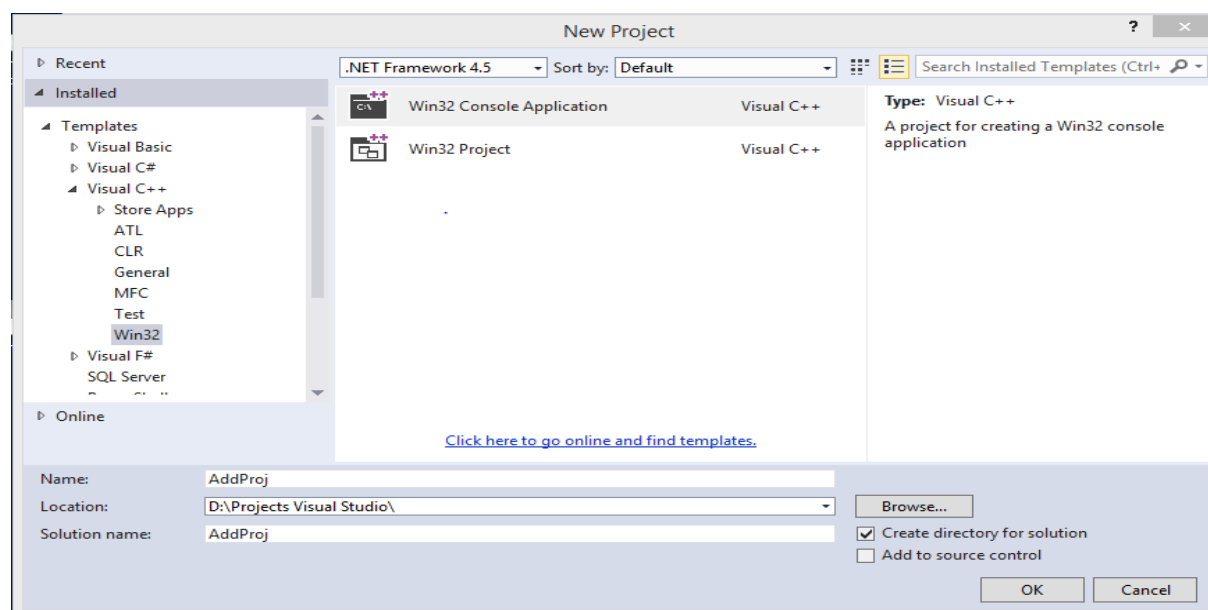 New Project
?
Recent
Installed
.NET Framework 4.5 Sort by: Default
Search Installed Templates (Ctrl+
Templates
Visual Basic
Visual C#
Visual C++
Store Apps
ATL
CLR
General
MFC
Test
Win32
Visual F#
SQL Server
Online
Win32 Console Application Visual C++
Win32 Project Visual C++
Click here to go online and find templates.
Type: Visual C++
A project for creating a Win32 console
application
Name: AddProj
Location: D:\Projects Visual Studio\
Browse...
Solution name: AddProj
Create directory for solution
Add to source control
OK Cancel